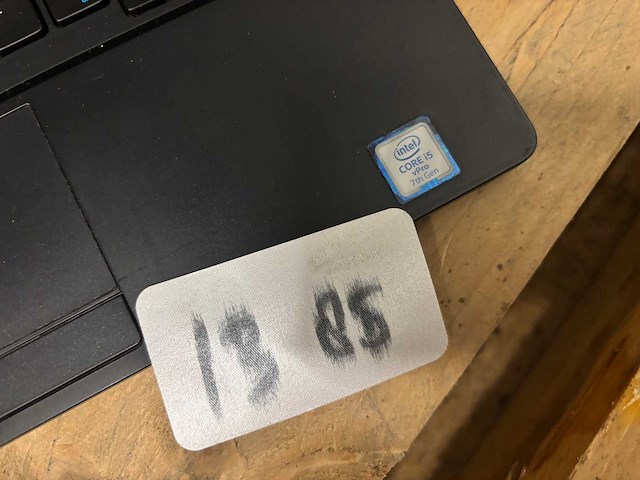 intel
CORE i5
vPro
7th Gen
13 85